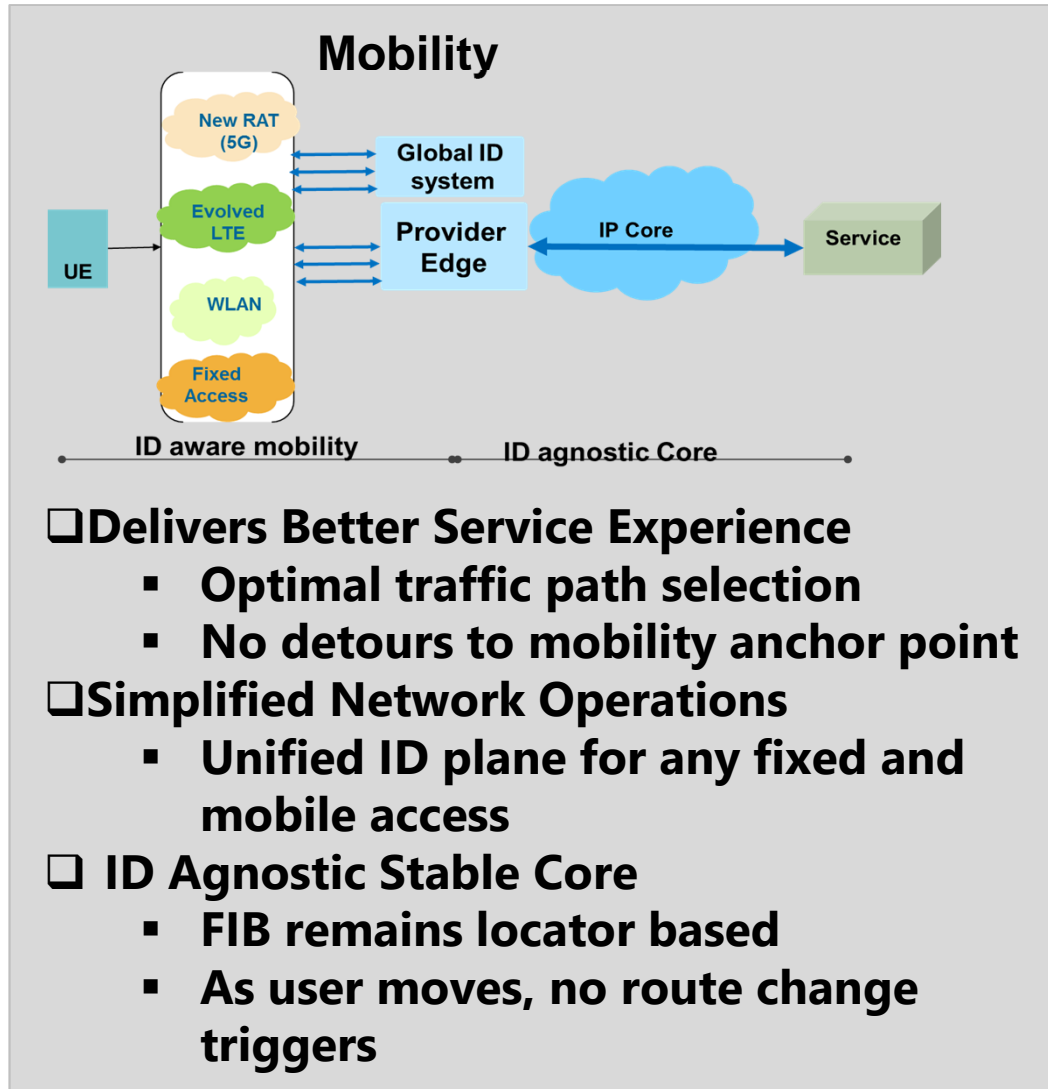 Mobility
New RAT
(5G)
Global ID
system
Evolved
LTE
Provider
Edge
IP Core
Service
UE
WLAN
Fixed
Access
ID aware mobility
ID agnostic Core
❑Delivers Better Service Experience
▪ Optimal traffic path selection
▪ No detours to mobility anchor point
❑Simplified Network Operations
▪ Unified ID plane for any fixed and
mobile access
❑ ID Agnostic Stable Core
▪ FIB remains locator based
▪ As user moves, no route change
triggers